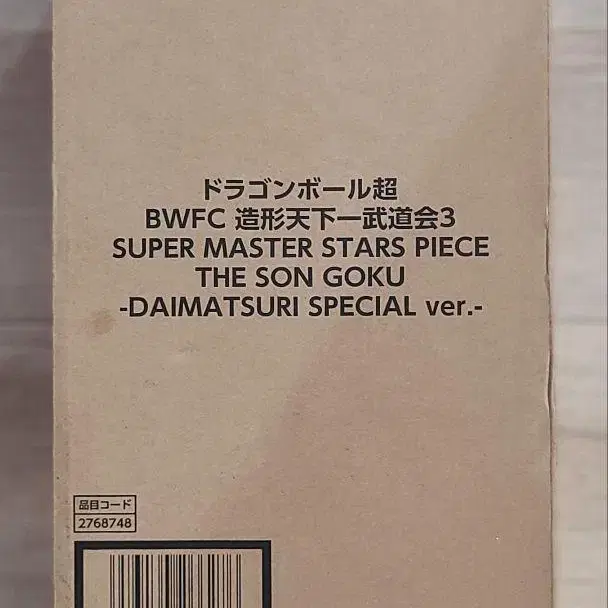 ドラゴンボール超
BWFC 造形天下一武道会3
SUPER MASTER STARS PIECE
THE SON GOKU
-DAIMATSURI SPECIAL ver.-
品目コード
2768748